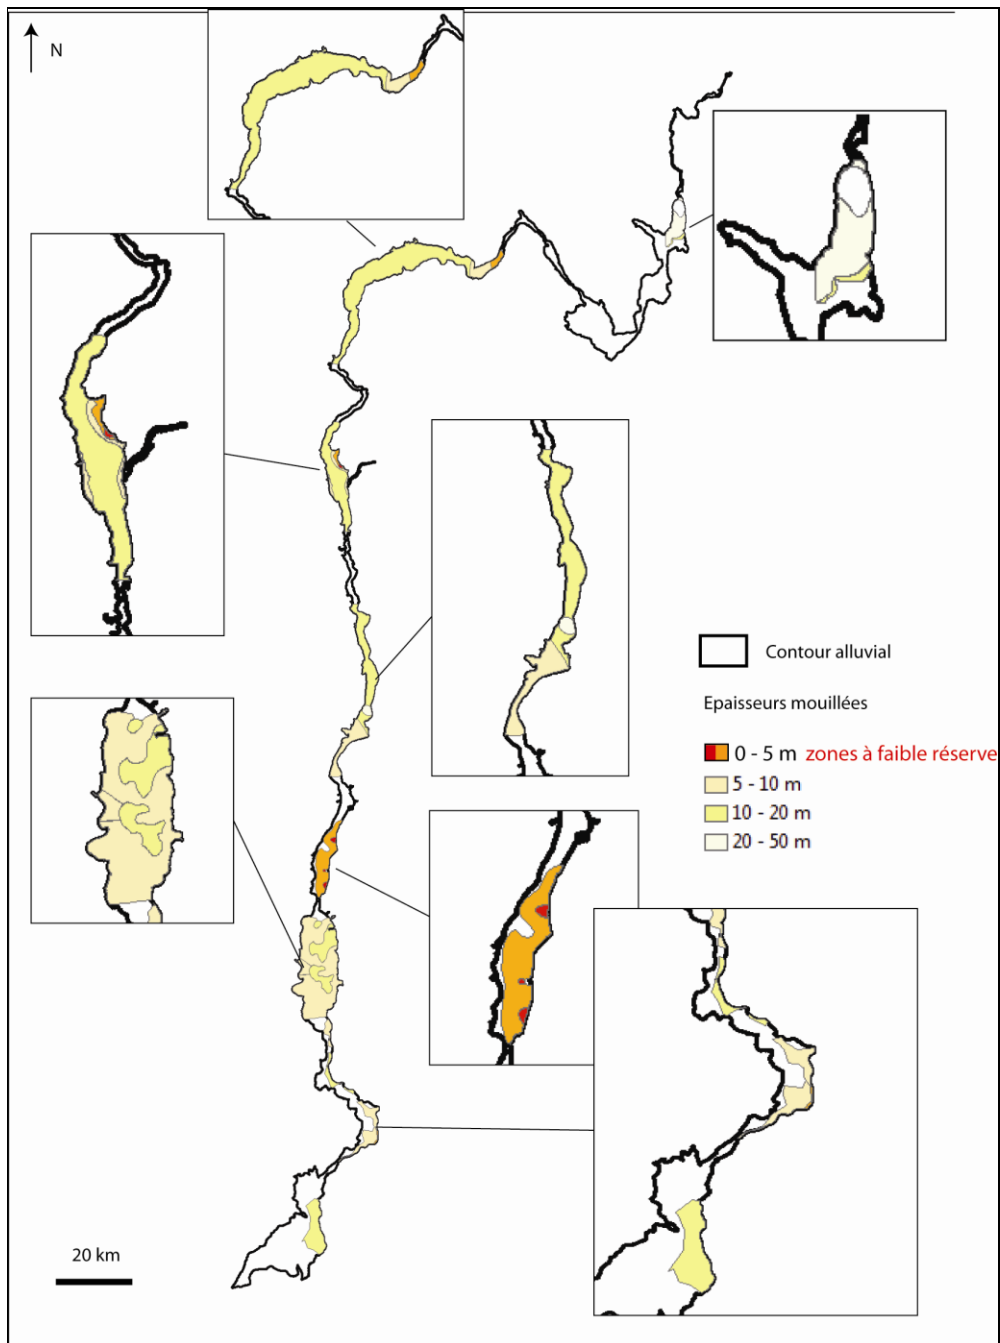 N
Contour alluvial
Epaisseurs mouillées
0 - 5 m zones à faible réserve
5 - 10 m
10 - 20 m
20 - 50 m
20 km